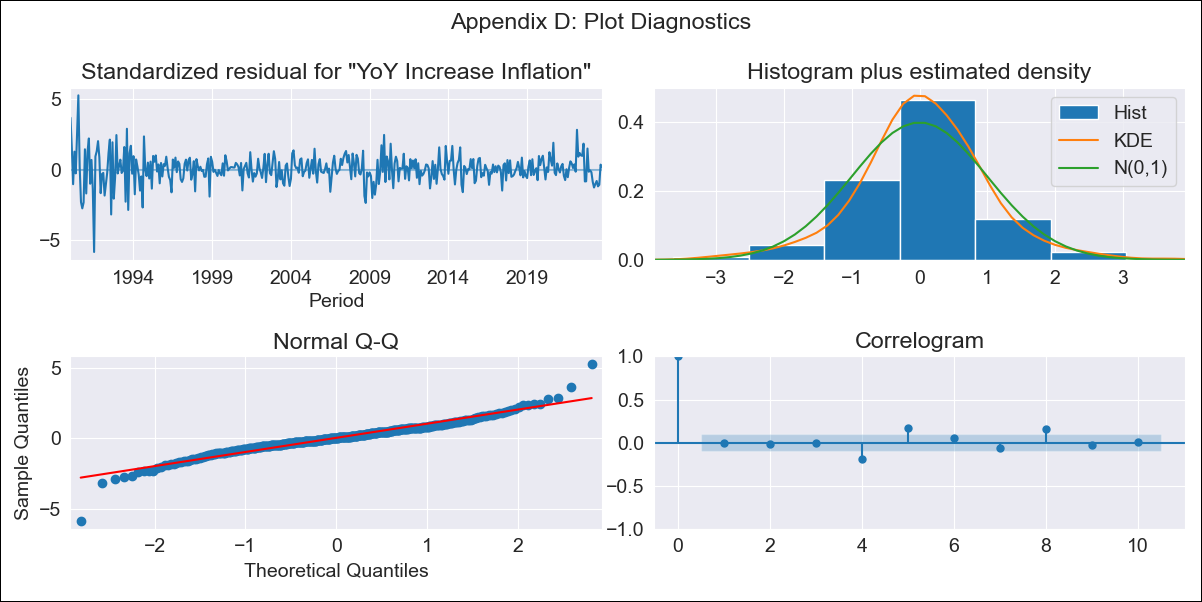 Appendix D: Plot Diagnostics
Standardized residual for "YoY Increase Inflation"
5
0
−5
1994 1999 2004 2009 2014 2019
Period
Histogram plus estimated density
Hist
KDE
N(0,1)
0.4
0.2
0.0
−3 −2 −1 0 1 2 3
Normal Q-Q
Sample Quantiles
5
0
−5
−2 −1 0 1 2
Theoretical Quantiles
Correlogram
1.0
0.5
0.0
−0.5
−1.0
0 2 4 6 8 10